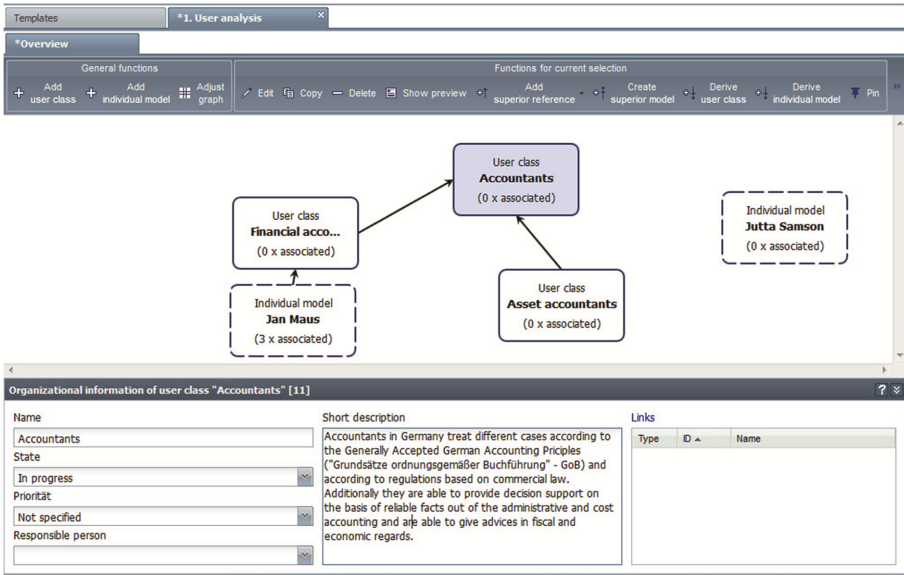 Templates
*1. User analysis
*Overview
General functions
Functions for current selection
Add user class
Add individual model
Adjust graph
Edit
Copy
Delete
Show preview
Add superior reference
Create superior model
Derive user class
Derive individual model
Pin
User class
Accountants
(0 x associated)
User class
Financial acco...
(0 x associated)
Individual model
Jutta Samson
(0 x associated)
Individual model
Jan Maus
(3 x associated)
User class
Asset accountants
(0 x associated)
Organizational information of user class "Accountants" [11]
?
Name
Accountants
State
In progress
Priorität
Not specified
Responsible person
Short description
Accountants in Germany treat different cases according to
the Generally Accepted German Accounting Priciples
("Grundsätze ordnungsgemäßer Buchführung" - GoB) and
according to regulations based on commercial law.
Additionally they are able to provide decision support on
the basis of reliable facts out of the administrative and cost
accounting and are able to give advices in fiscal and
economic regards.
Links
Type ID Name